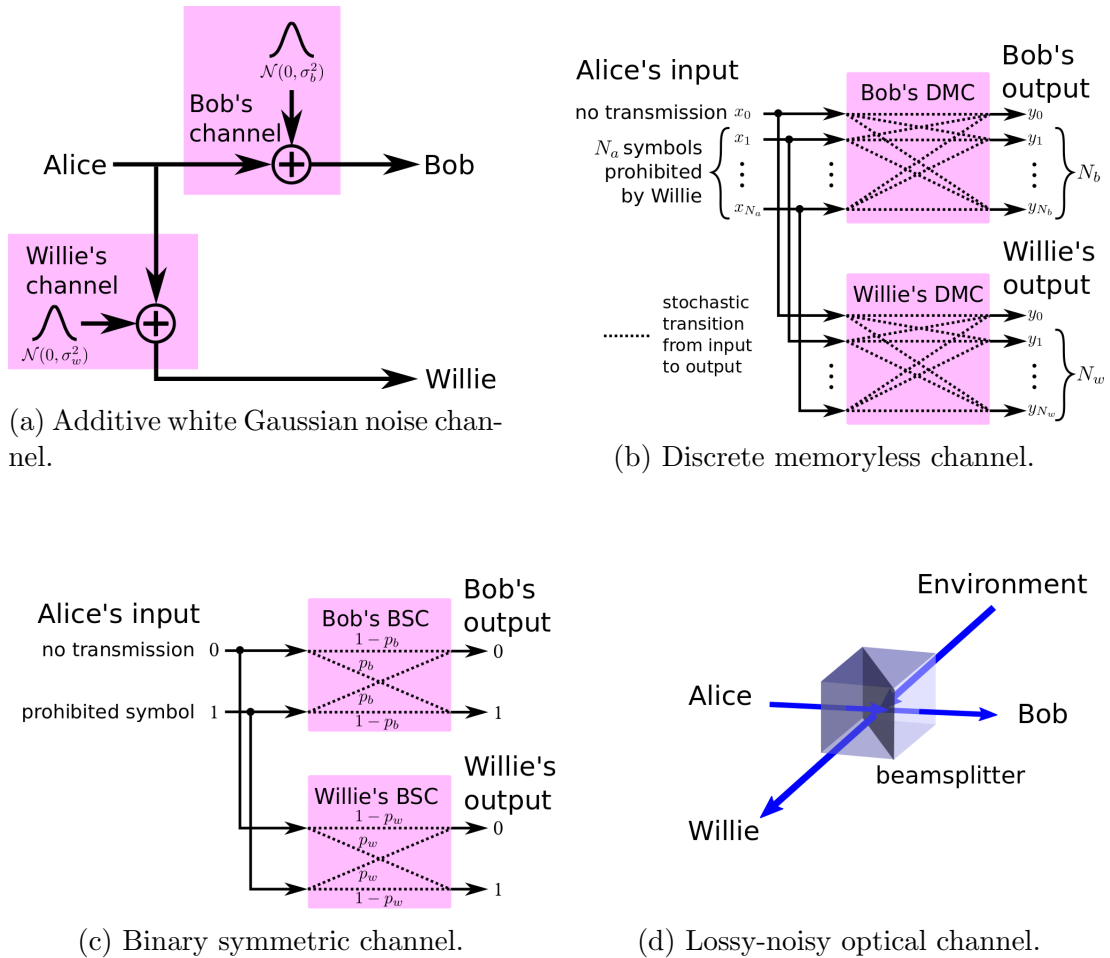 𝒩(0, σ_b^2)
Bob's
channel
Alice
Bob
Willie's
channel
𝒩(0, σ_w^2)
Willie
(a) Additive white Gaussian noise chan-
nel.
Alice's input
Bob's
output
Bob's DMC
no transmission x_0
y_0
x_1
y_1
N_a symbols
prohibited
by Willie
N_b
x_{N_a}
y_{N_b}
Willie's
output
Willie's DMC
y_0
stochastic
transition
from input
to output
y_1
N_w
y_{N_w}
(b) Discrete memoryless channel.
Alice's input
Bob's
output
Bob's BSC
no transmission 0
1 − p_b
0
p_b
p_b
prohibited symbol 1
1 − p_b
1
Willie's
output
Willie's BSC
1 − p_w
0
p_w
p_w
1 − p_w
1
(c) Binary symmetric channel.
Environment
Alice
Bob
beamsplitter
Willie
(d) Lossy-noisy optical channel.